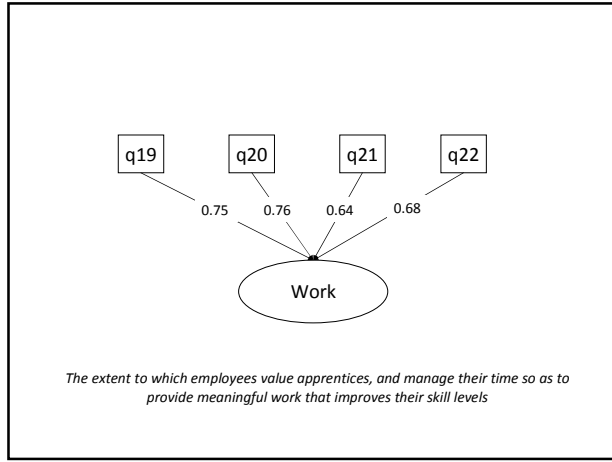 q19 q20 q21 q22
0.75 0.76 0.64 0.68
Work
The extent to which employees value apprentices, and manage their time so as to
provide meaningful work that improves their skill levels